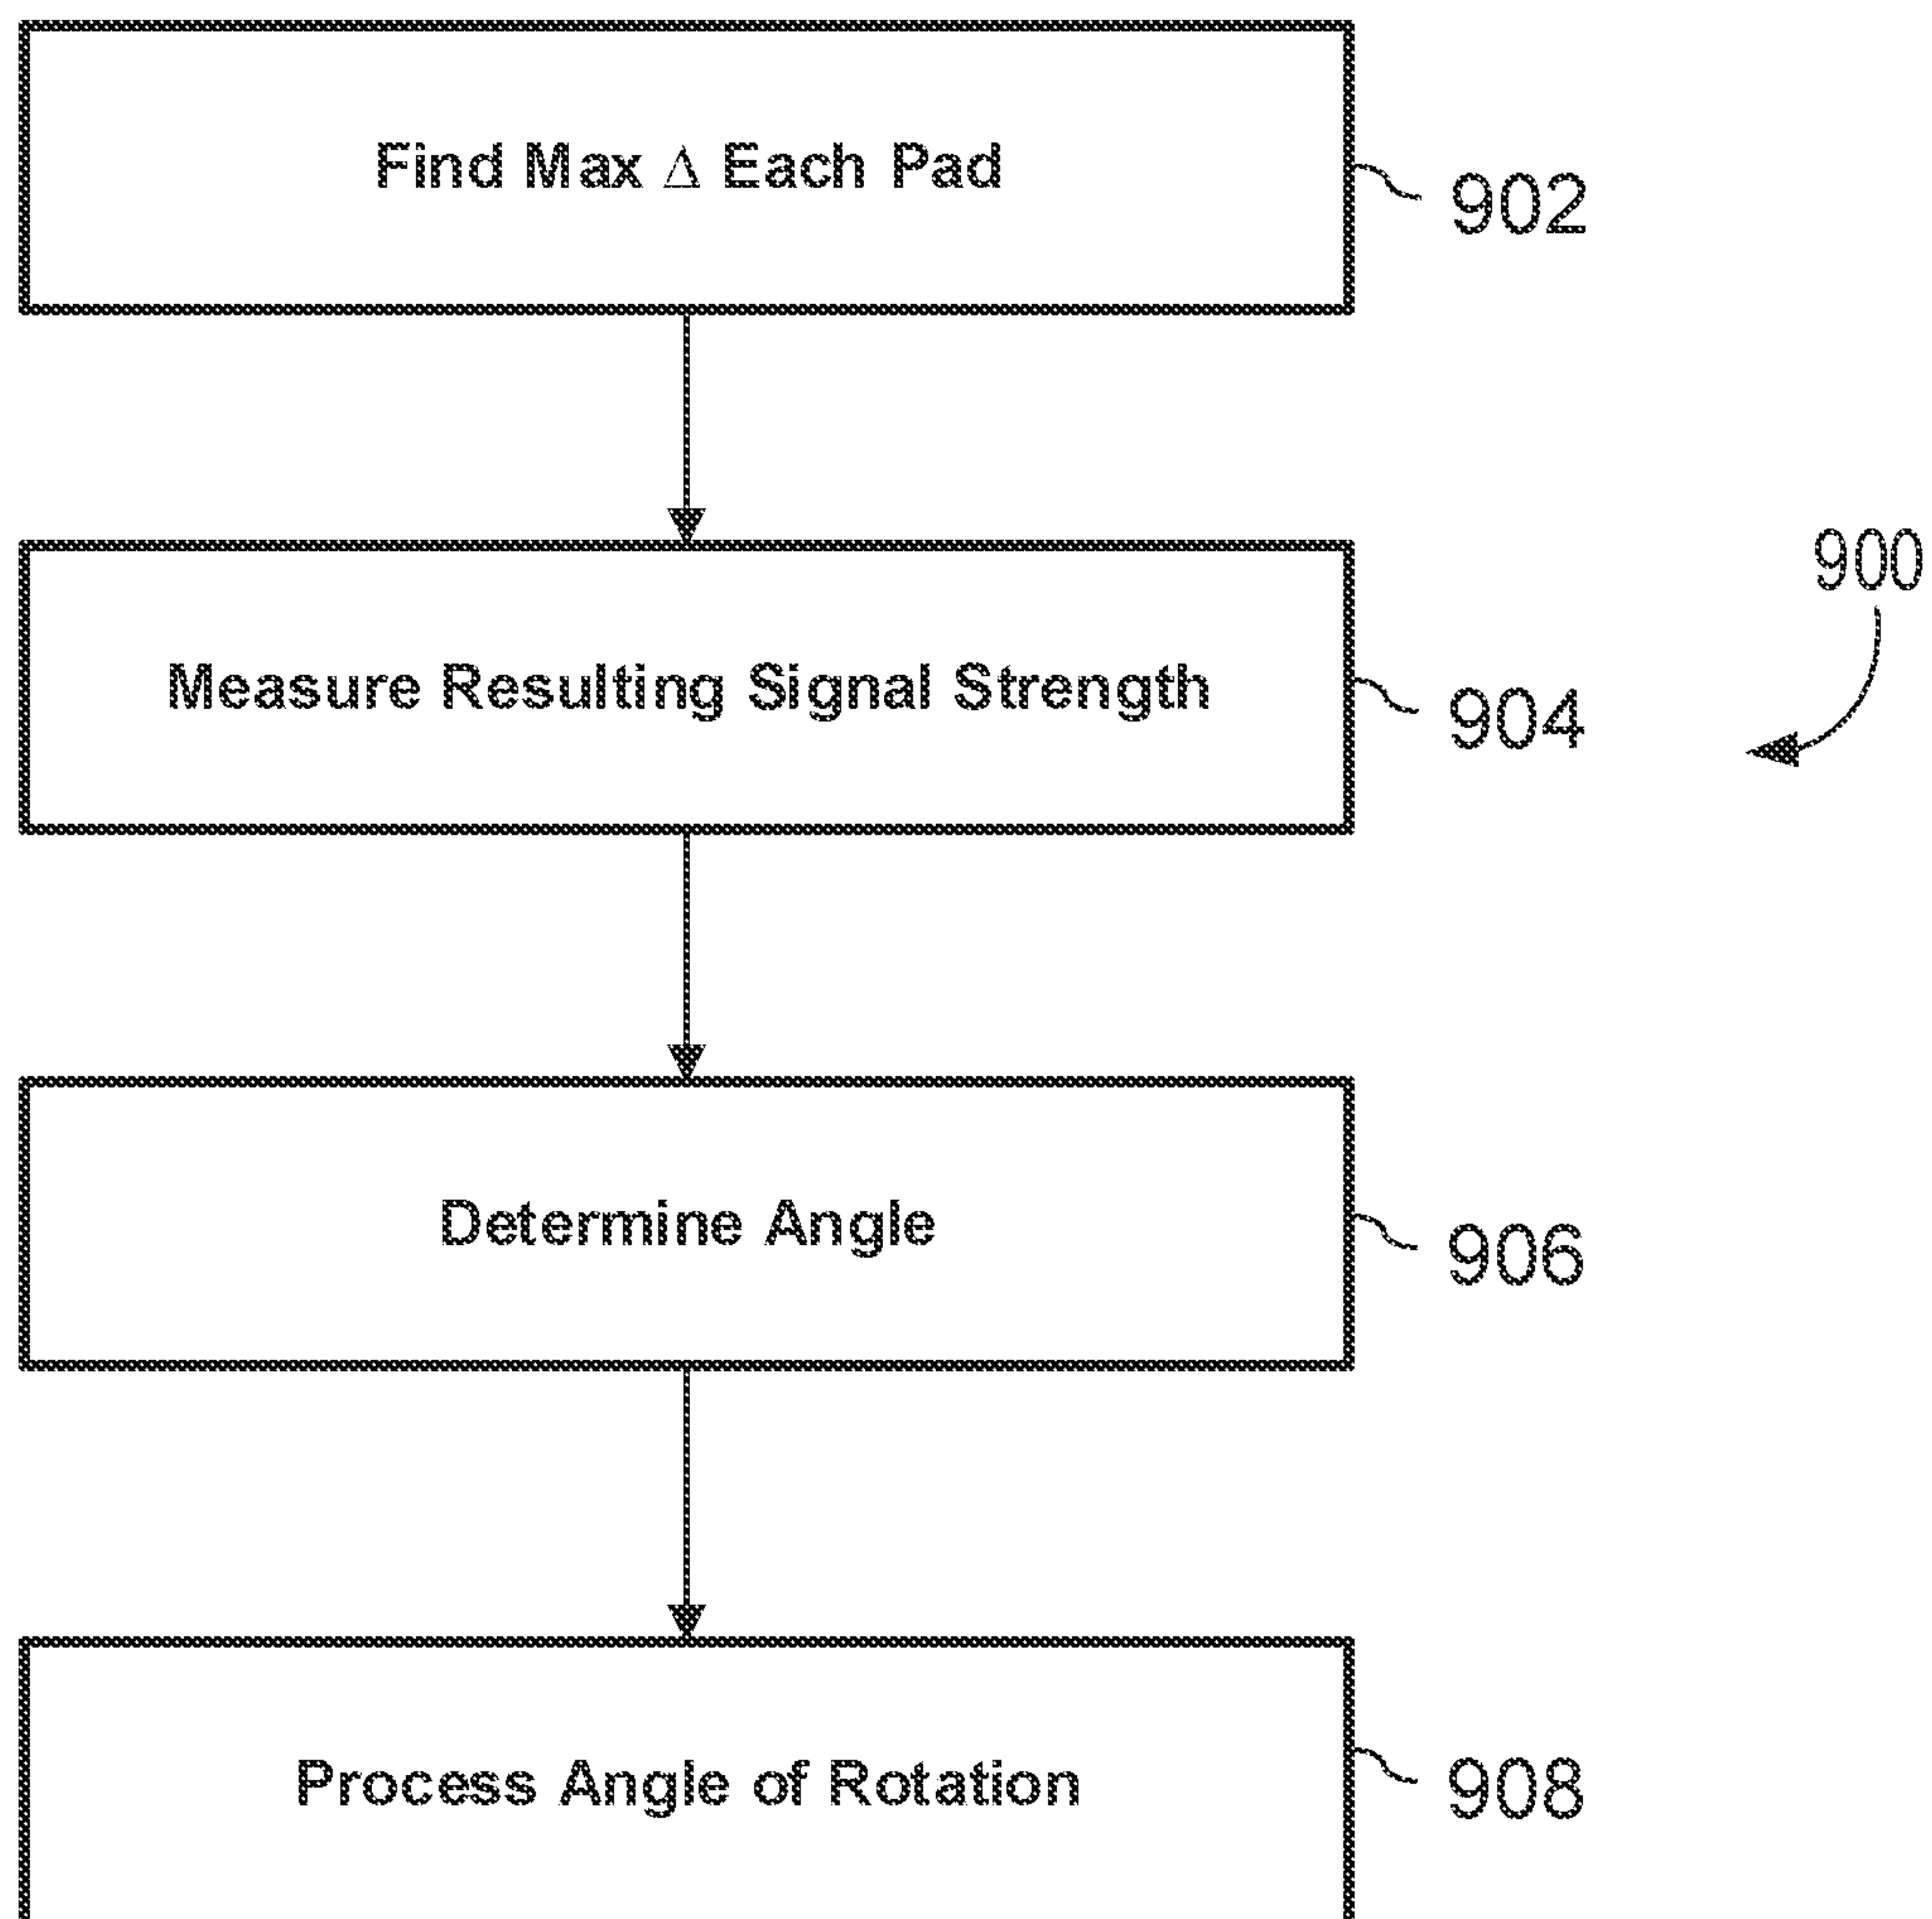 Find Max Δ Each Pad
902
900
Measure Resulting Signal Strength
904
Determine Angle
906
Process Angle of Rotation
908